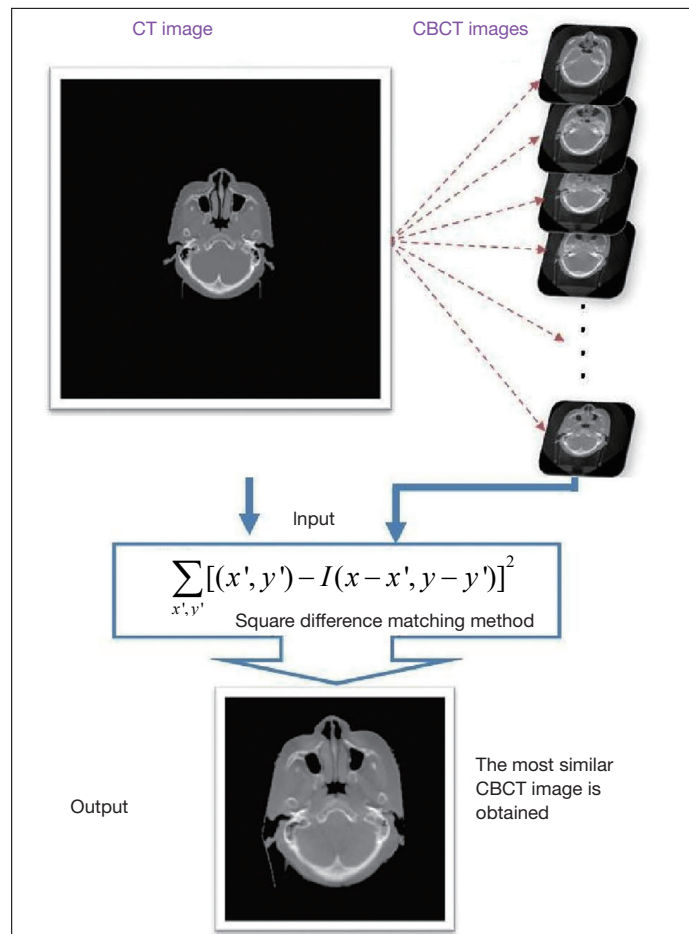 CT image
CBCT images
Input
∑[(x',y')−I(x−x',y−y')]²
x',y'
Square difference matching method
Output
The most similar
CBCT image is
obtained